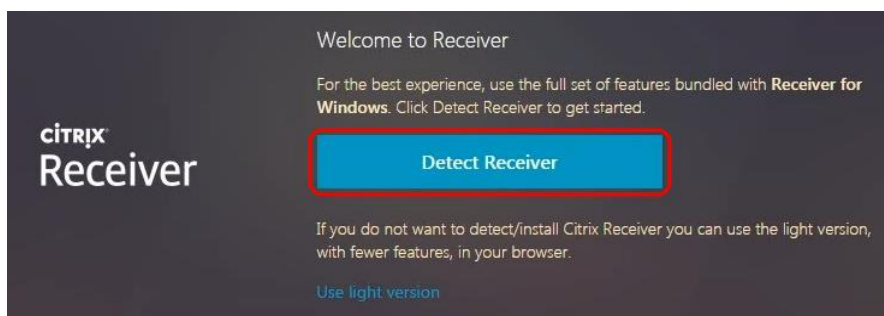 CiTRIX
Receiver
Welcome to Receiver
For the best experience, use the full set of features bundled with Receiver for
Windows. Click Detect Receiver to get started.
Detect Receiver
If you do not want to detect/install Citrix Receiver you can use the light version,
with fewer features, in your browser.
Use light version